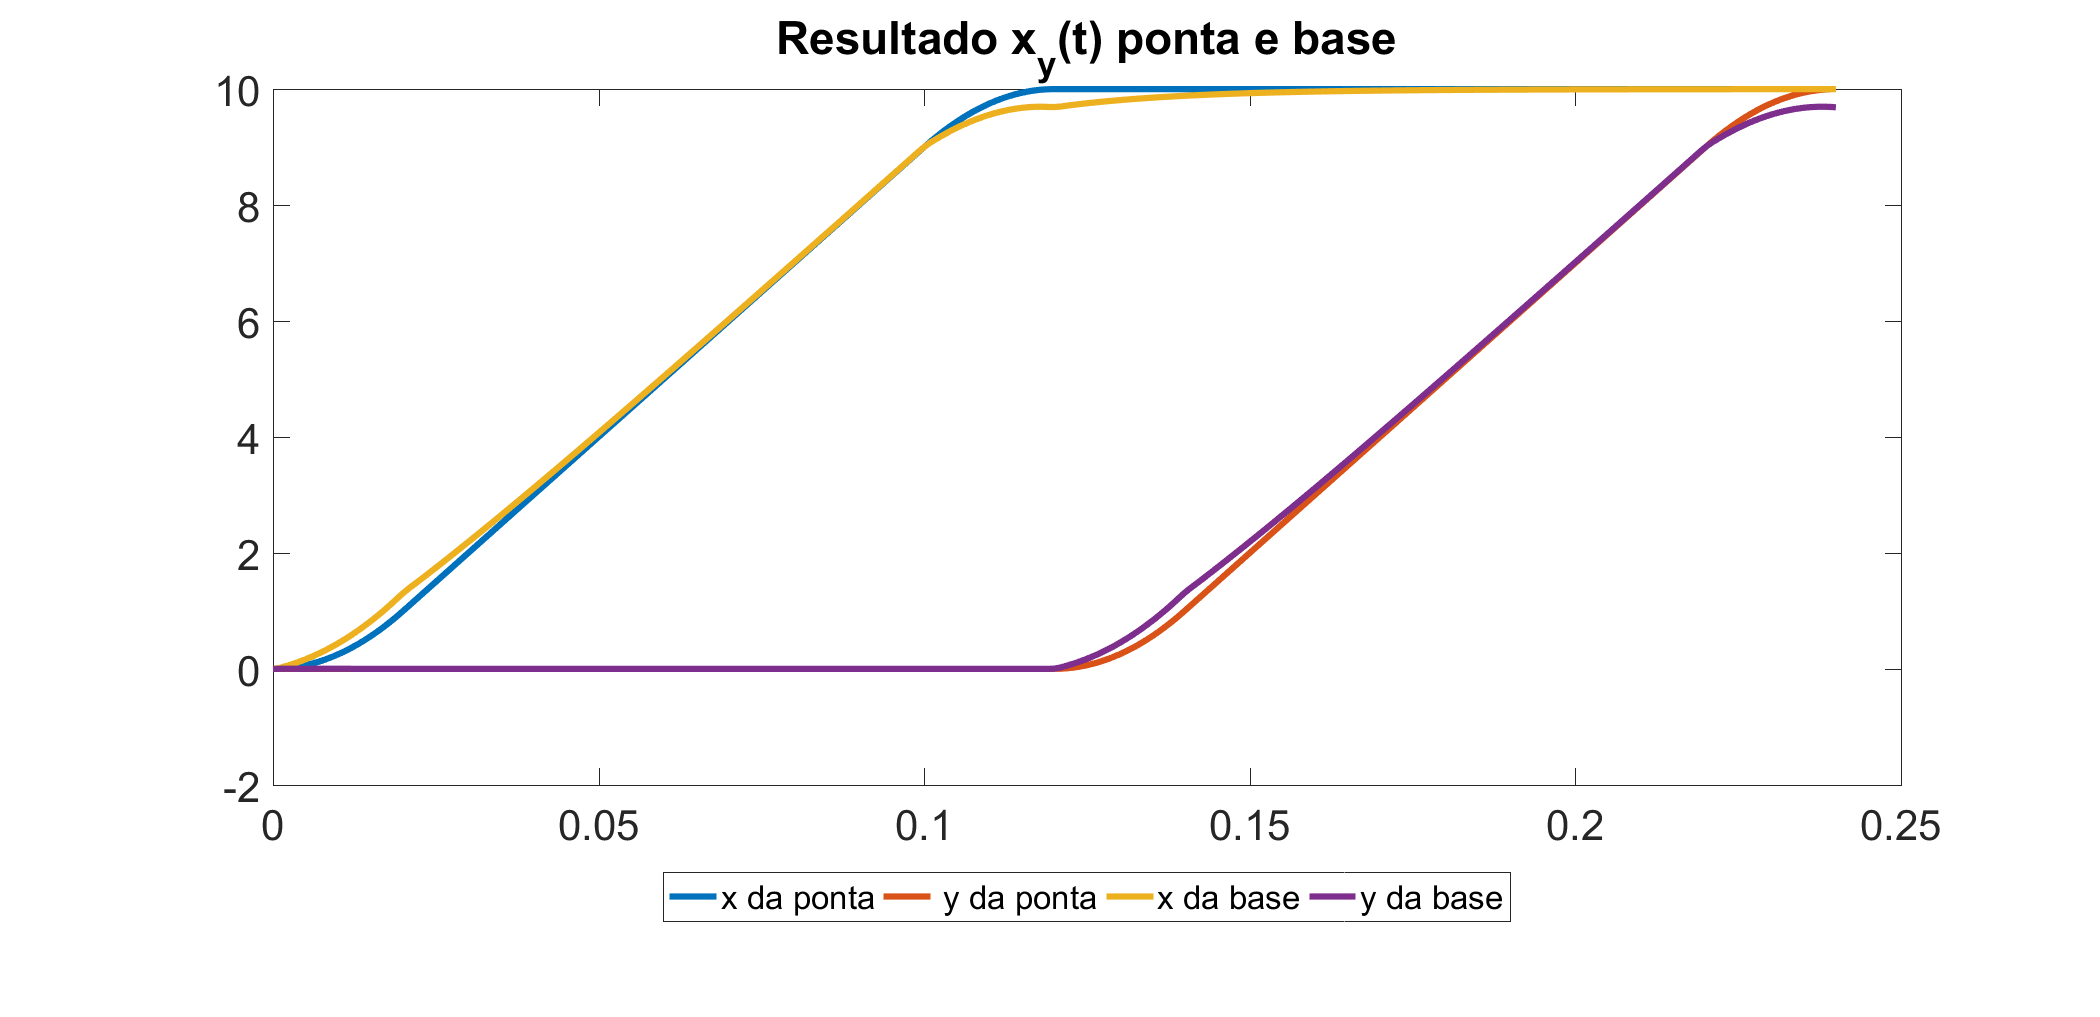 Resultado x_y(t) ponta e base
10
8
6
4
2
0
-2
0 0.05 0.1 0.15 0.2 0.25
x da ponta y da ponta x da base y da base